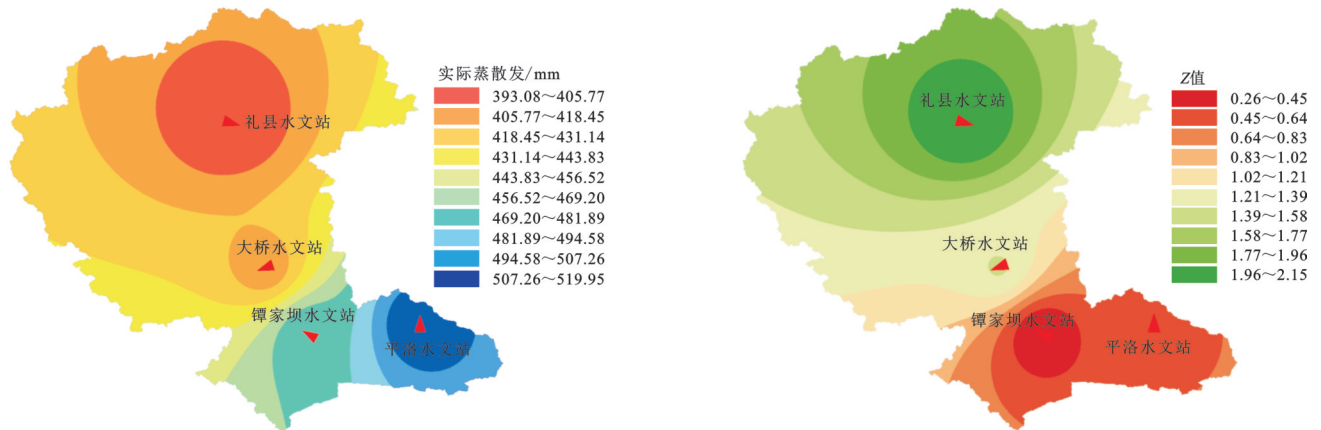 实际蒸散发/mm
393.08～405.77
405.77～418.45
418.45～431.14
431.14～443.83
443.83～456.52
456.52～469.20
469.20～481.89
481.89～494.58
494.58～507.26
507.26～519.95
礼县水文站
大桥水文站
镡家坝水文站
平洛水文站
Z值
0.26～0.45
0.45～0.64
0.64～0.83
0.83～1.02
1.02～1.21
1.21～1.39
1.39～1.58
1.58～1.77
1.77～1.96
1.96～2.15
礼县水文站
大桥水文站
镡家坝水文站
平洛水文站